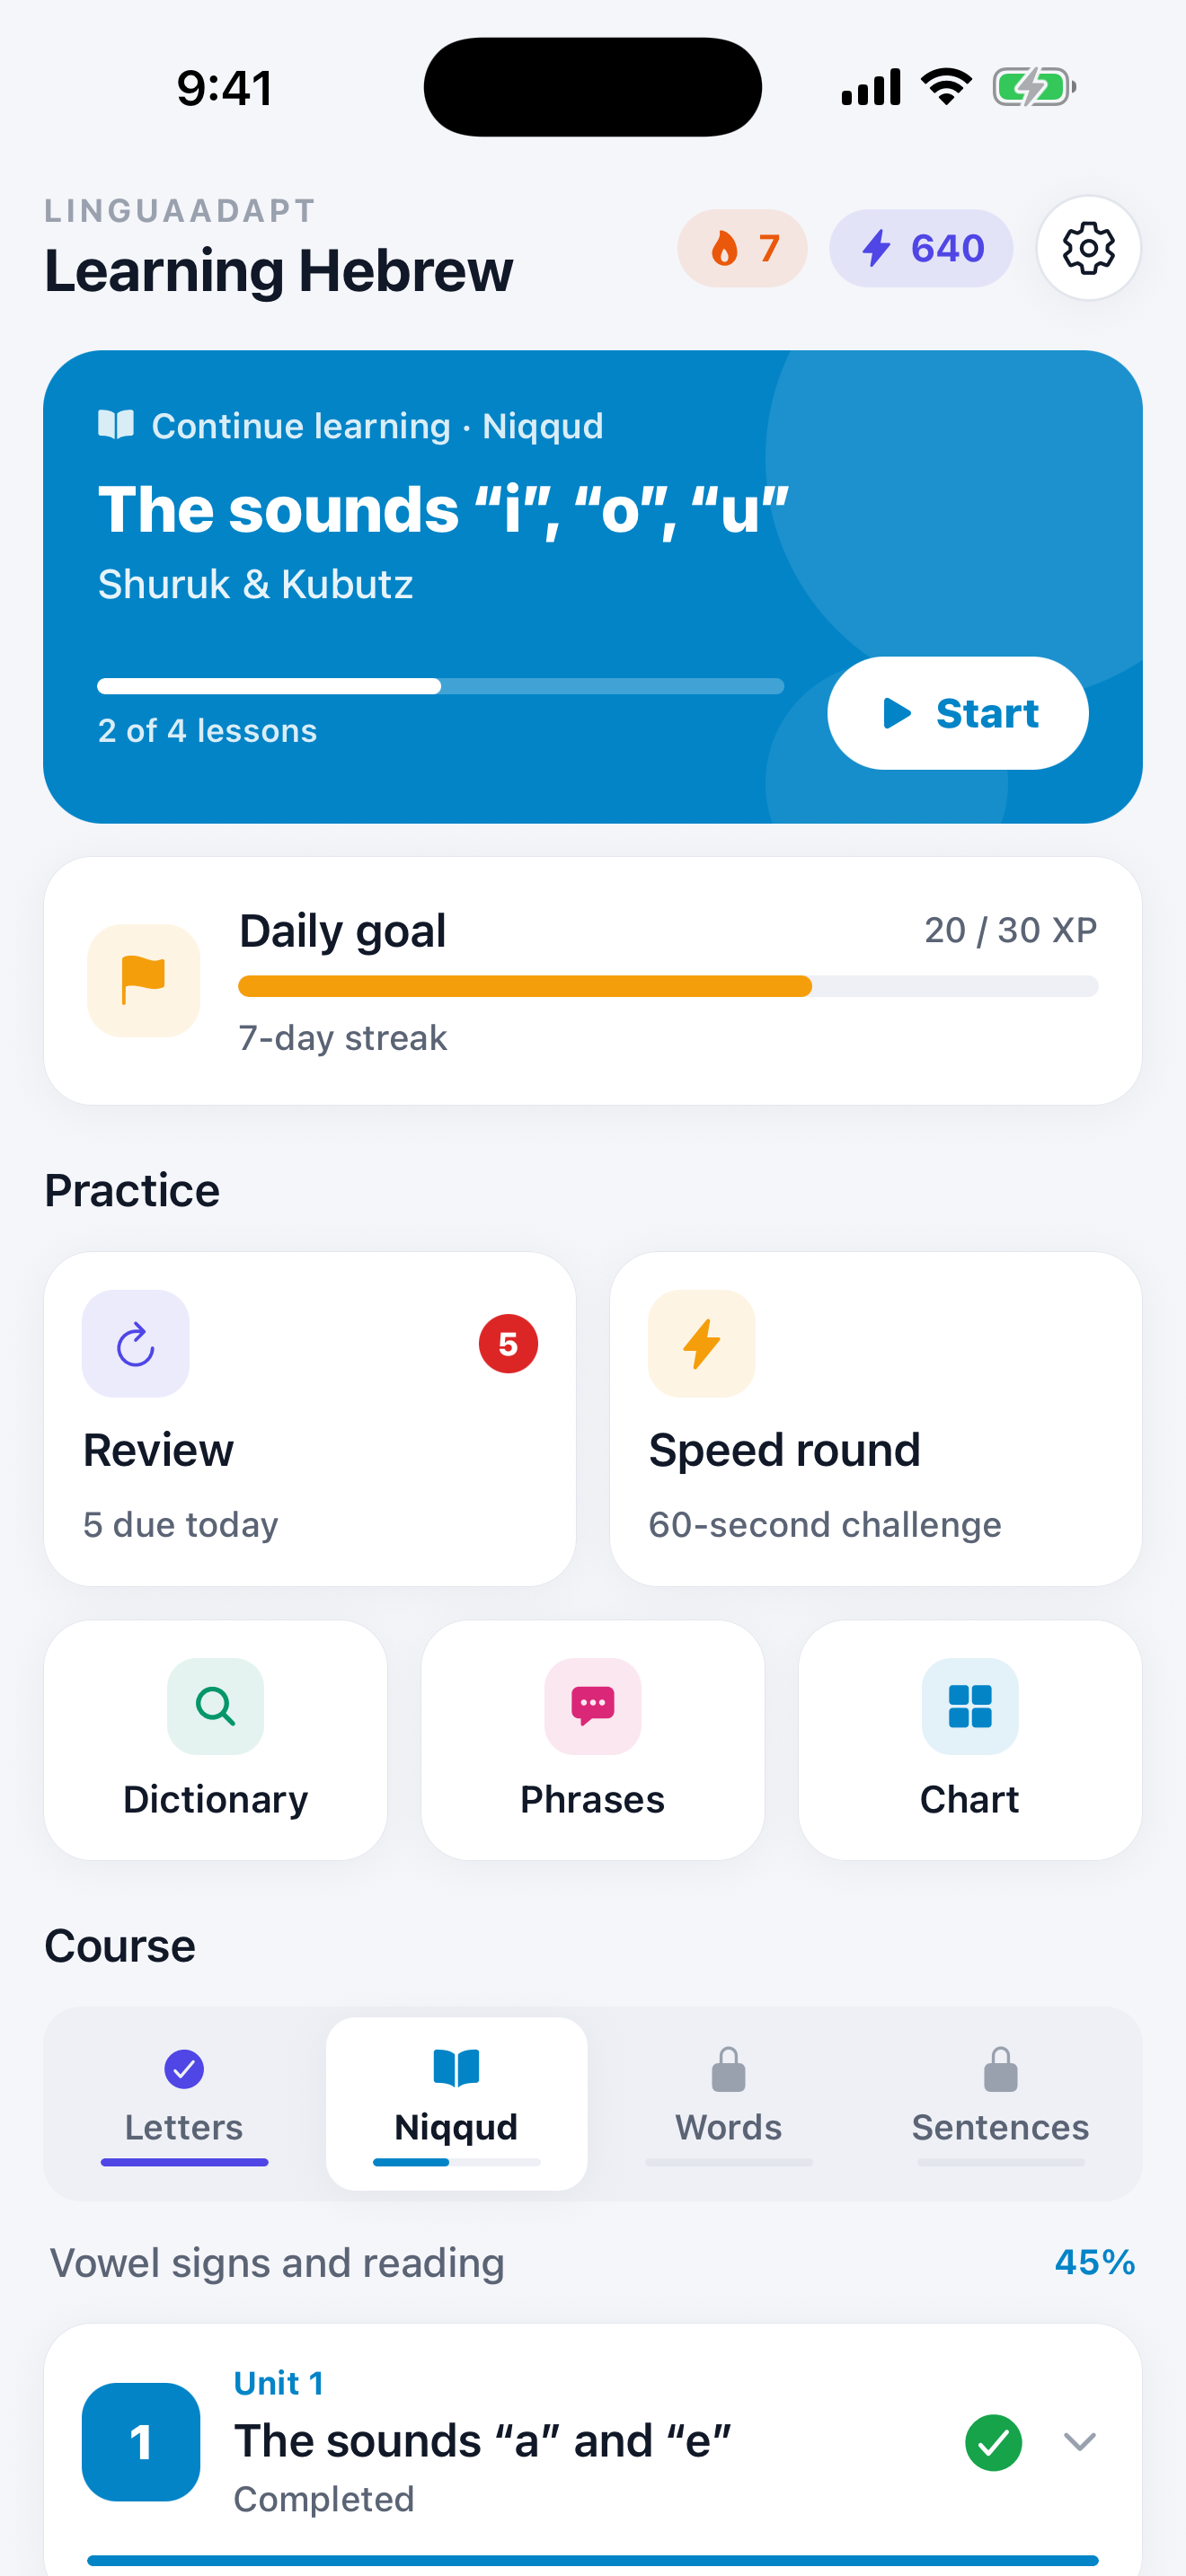 9:41
LINGUAADAPT
Learning Hebrew
7
640
Continue learning · Niqqud
The sounds “i”, “o”, “u”
Shuruk & Kubutz
2 of 4 lessons
Start
Daily goal
20 / 30 XP
7-day streak
Practice
5
Review
5 due today
Speed round
60-second challenge
Dictionary
Phrases
Chart
Course
Letters
Niqqud
Words
Sentences
Vowel signs and reading
45%
1
Unit 1
The sounds “a” and “e”
Completed